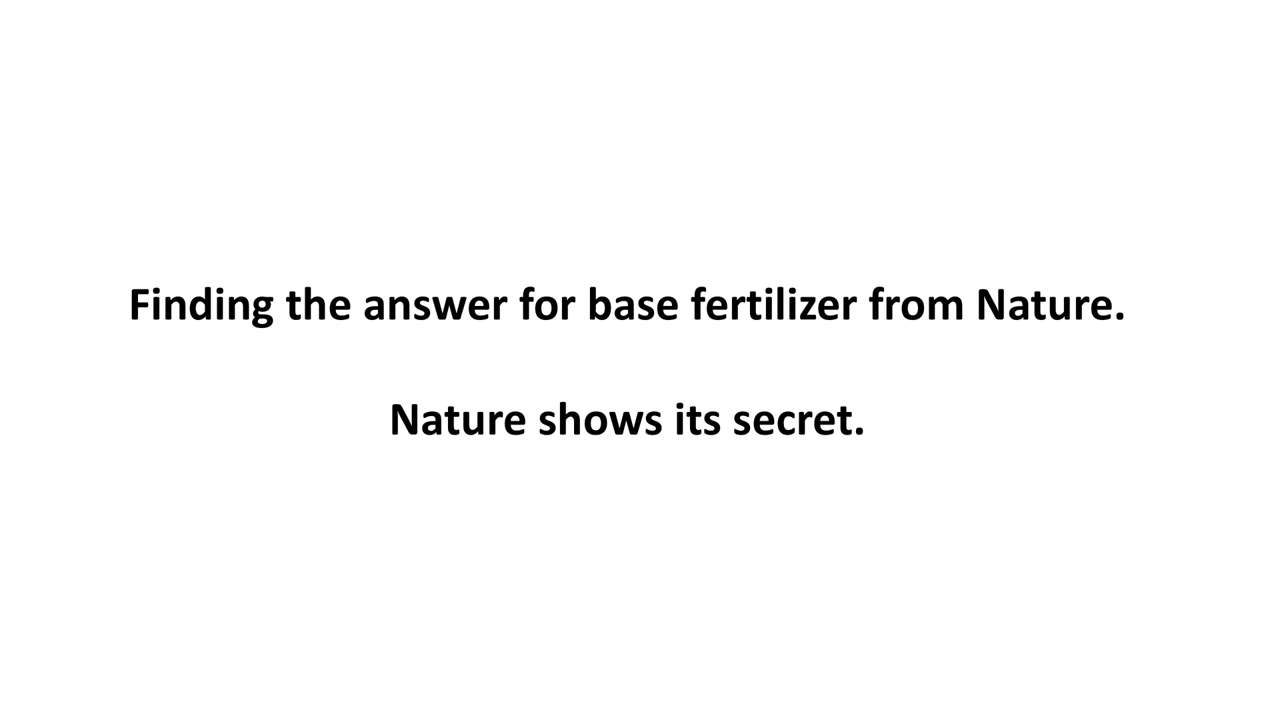 Finding the answer for base fertilizer from Nature.
Nature shows its secret.